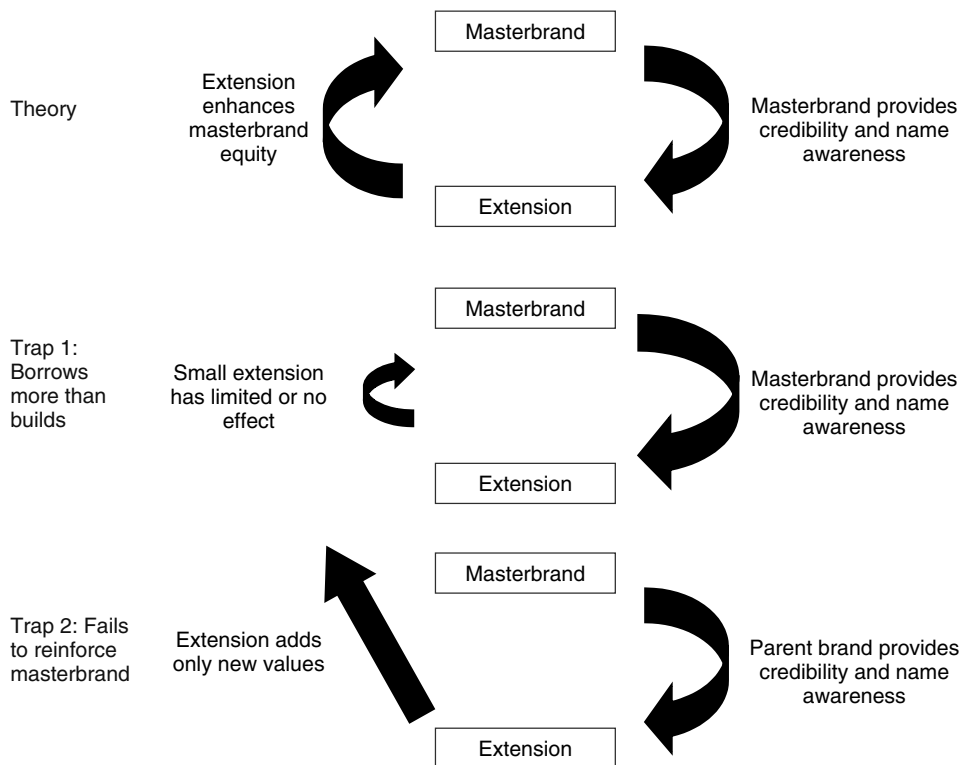 Masterbrand
Theory
Extension
enhances
masterbrand
equity
Masterbrand provides
credibility and name
awareness
Extension
Masterbrand
Trap 1:
Borrows
more than
builds
Small extension
has limited or no
effect
Masterbrand provides
credibility and name
awareness
Extension
Masterbrand
Trap 2: Fails
to reinforce
masterbrand
Extension adds
only new values
Parent brand provides
credibility and name
awareness
Extension